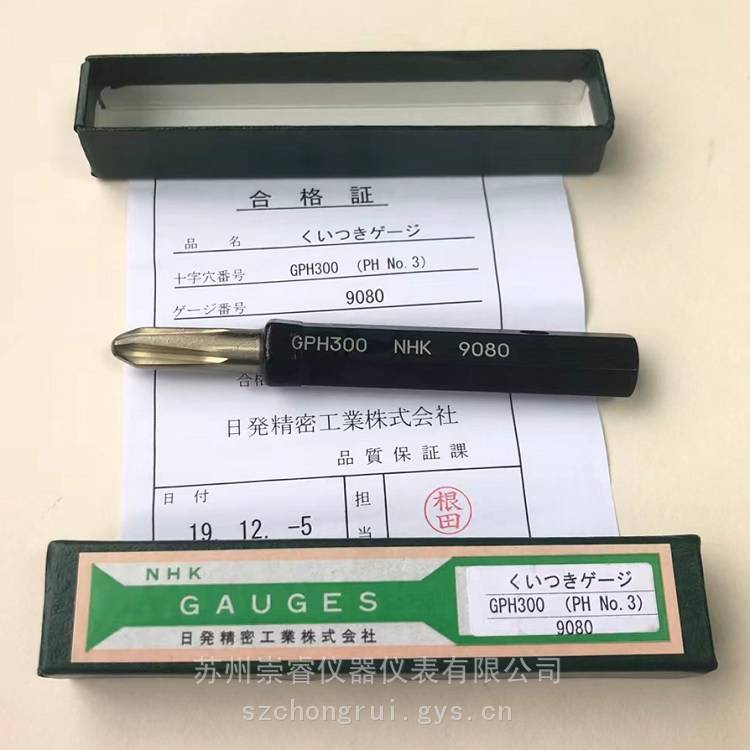 合格証
品名 くいつきゲージ
十字穴番号 GPH300 (PH No.3)
ゲージ番号 9080
GPH300 NHK 9080
合格
日発精密工業株式会社
品質保証課
日付
19. 12. -5
担当
根田
NHK
GAUGES
日発精密工業株式会社
くいつきゲージ
GPH300 (PH No.3)
9080
苏州崇睿仪器仪表有限公司
szchongrui.gys.cn